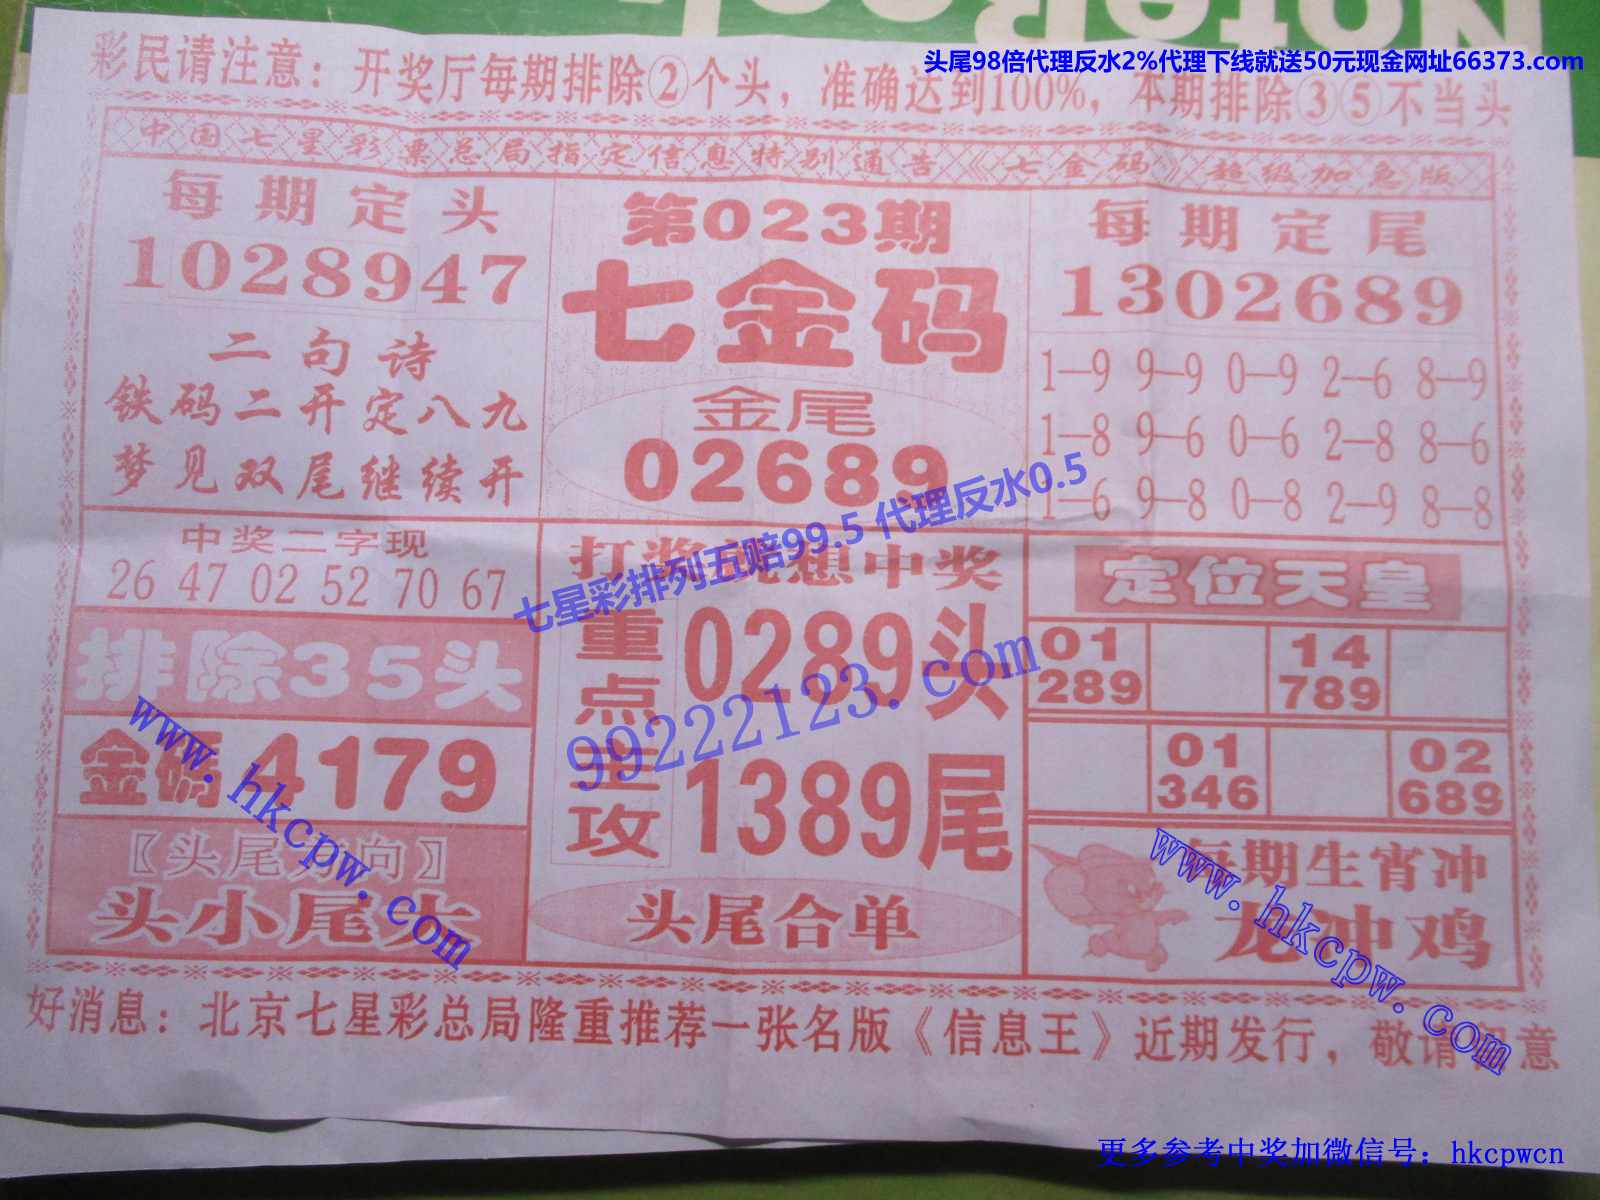 NoteBook
头尾98倍代理反水2%代理下线就送50元现金网址66373.com
彩民请注意：开奖厅每期排除②个头，准确达到100%，本期排除③⑤不当头
中国七星彩票总局指定信息特别通告《七金码》超级加急版
每期定头
1028947
二句诗
铁码二开定八九
梦见双尾继续开
第023期
七金码
金尾
02689
每期定尾
1302689
1—9 9—9 0—9 2—6 8—9
1—8 9—6 0—6 2—8 8—6
1—6 9—8 0—8 2—9 8—8
中奖二字现
26 47 02 52 70 67
排除35头
金码4179
〖头尾方向〗
头小尾大
打奖 想中奖
重点主攻
0289头
1389尾
头尾合单
定位天皇
01 14
289 789
01 02
346 689
每期生宵冲
龙冲鸡
七星彩排列五赔99.5 代理反水0.5
99222123.com
www.hkcpw.com
www.hkcpw.com
好消息：北京七星彩总局隆重推荐一张名版《信息王》近期发行，敬请 意
更多参考中奖加微信号：hkcpwcn